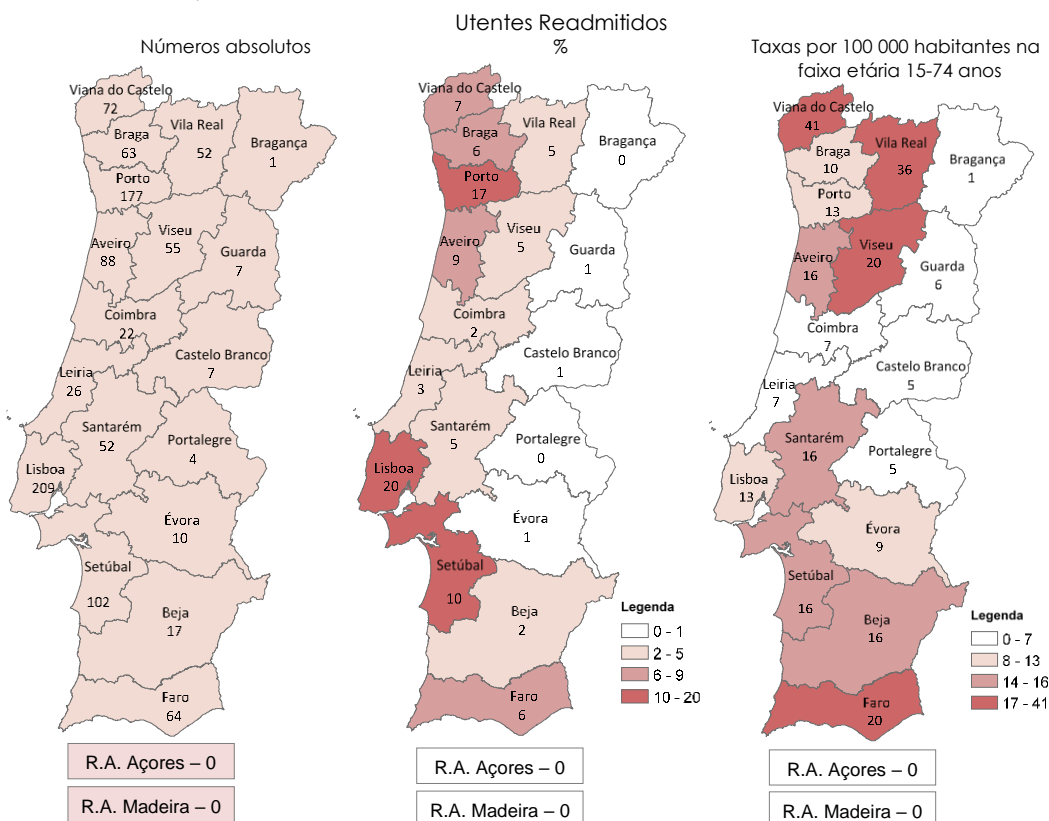 Utentes Readmitidos
Números absolutos
Viana do Castelo
72
Braga
63
Vila Real
52
Bragança
1
Porto
177
Aveiro
88
Viseu
55
Guarda
7
Coimbra
22
Castelo Branco
7
Leiria
26
Santarém
52
Portalegre
4
Lisboa
209
Évora
10
Setúbal
102
Beja
17
Faro
64
R.A. Açores – 0
R.A. Madeira – 0
%
Viana do Castelo
7
Braga
6
Vila Real
5
Bragança
0
Porto
17
Aveiro
9
Viseu
5
Guarda
1
Coimbra
2
Castelo Branco
1
Leiria
3
Santarém
5
Portalegre
0
Lisboa
20
Évora
1
Setúbal
10
Beja
2
Faro
6
Legenda
0 - 1
2 - 5
6 - 9
10 - 20
R.A. Açores – 0
R.A. Madeira – 0
Taxas por 100 000 habitantes na
faixa etária 15-74 anos
Viana do Castelo
41
Braga
10
Vila Real
36
Bragança
1
Porto
13
Aveiro
16
Viseu
20
Guarda
6
Coimbra
7
Castelo Branco
5
Leiria
7
Santarém
16
Portalegre
5
Lisboa
13
Évora
9
Setúbal
16
Beja
16
Faro
20
Legenda
0 - 7
8 - 13
14 - 16
17 - 41
R.A. Açores – 0
R.A. Madeira – 0